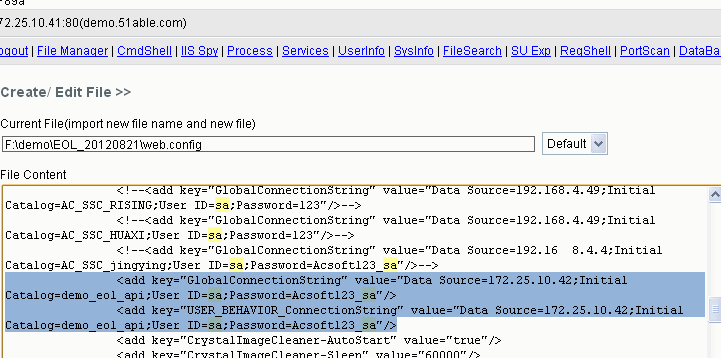 72.25.10.41:80(demo.51able.com)
ogout | File Manager | CmdShell | IIS Spy | Process | Services | UserInfo | SysInfo | FileSearch | SU Exp | RegShell | PortScan | DataBa
Create/ Edit File >>
Current File(import new file name and new file)
F:\demo\EOL_20120821\web.config
Default
File Content
<!--<add key="GlobalConnectionString" value="Data Source=192.168.4.49;Initial
Catalog=AC_SSC_RISING;User ID=sa;Password=123"/>-->
<!--<add key="GlobalConnectionString" value="Data Source=192.168.4.49;Initial
Catalog=AC_SSC_HUAXI;User ID=sa;Password=123"/>-->
<!--<add key="GlobalConnectionString" value="Data Source=192.16  8.4.4;Initial
Catalog=AC_SSC_jingying;User ID=sa;Password=Acsoft123_sa"/>-->
<add key="GlobalConnectionString" value="Data Source=172.25.10.42;Initial
Catalog=demo_eol_api;User ID=sa;Password=Acsoft123_sa"/>
<add key="USER_BEHAVIOR_ConnectionString" value="Data Source=172.25.10.42;Initial
Catalog=demo_eol_api;User ID=sa;Password=Acsoft123_sa"/>
<add key="CrystalImageCleaner-AutoStart" value="true"/>
<add key="CrystalImageCleaner-Sleep" value="60000"/>